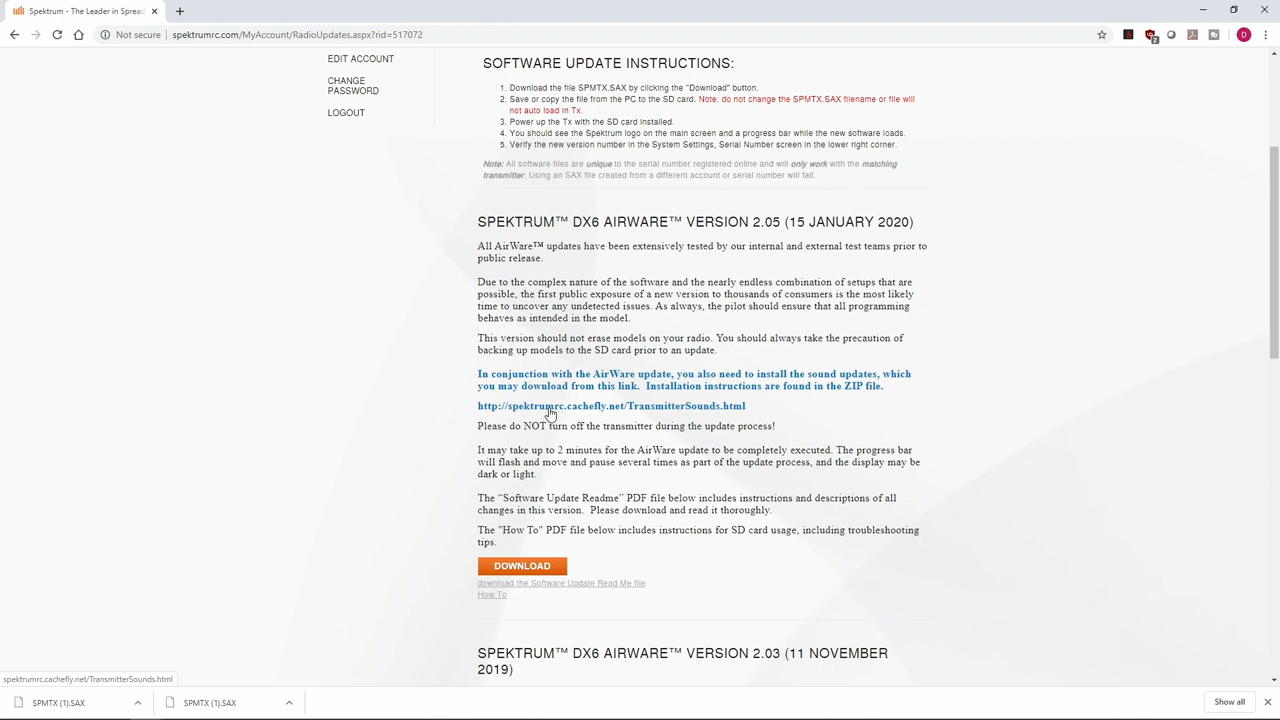 Spektrum - The Leader in Spread
Not secure
spektrumrc.com/MyAccount/RadioUpdates.aspx?rid=517072
2
D
EDIT ACCOUNT
CHANGE
PASSWORD
LOGOUT
SOFTWARE UPDATE INSTRUCTIONS:
1. Download the file SPMTX.SAX by clicking the "Download" button.
2. Save or copy the file from the PC to the SD card. Note: do not change the SPMTX.SAX filename or file will
not auto load in Tx.
3. Power up the Tx with the SD card installed.
4. You should see the Spektrum logo on the main screen and a progress bar while the new software loads.
5. Verify the new version number in the System Settings, Serial Number screen in the lower right corner.
Note: All software files are unique to the serial number registered online and will only work with the matching
transmitter. Using an SAX file created from a different account or serial number will fail.
SPEKTRUM™ DX6 AIRWARE™ VERSION 2.05 (15 JANUARY 2020)
All AirWare™ updates have been extensively tested by our internal and external test teams prior to
public release.
Due to the complex nature of the software and the nearly endless combination of setups that are
possible, the first public exposure of a new version to thousands of consumers is the most likely
time to uncover any undetected issues. As always, the pilot should ensure that all programming
behaves as intended in the model.
This version should not erase models on your radio. You should always take the precaution of
backing up models to the SD card prior to an update.
In conjunction with the AirWare update, you also need to install the sound updates, which
you may download from this link. Installation instructions are found in the ZIP file.
http://spektrumrc.cachefly.net/TransmitterSounds.html
Please do NOT turn off the transmitter during the update process!
It may take up to 2 minutes for the AirWare update to be completely executed. The progress bar
will flash and move and pause several times as part of the update process, and the display may be
dark or light.
The “Software Update Readme” PDF file below includes instructions and descriptions of all
changes in this version. Please download and read it thoroughly.
The "How To" PDF file below includes instructions for SD card usage, including troubleshooting
tips.
DOWNLOAD
download the Software Update Read Me file
How To
SPEKTRUM™ DX6 AIRWARE™ VERSION 2.03 (11 NOVEMBER
2019)
spektrumrc.cachefly.net/TransmitterSounds.html
SPMTX (1).SAX
SPMTX (1).SAX
Show all